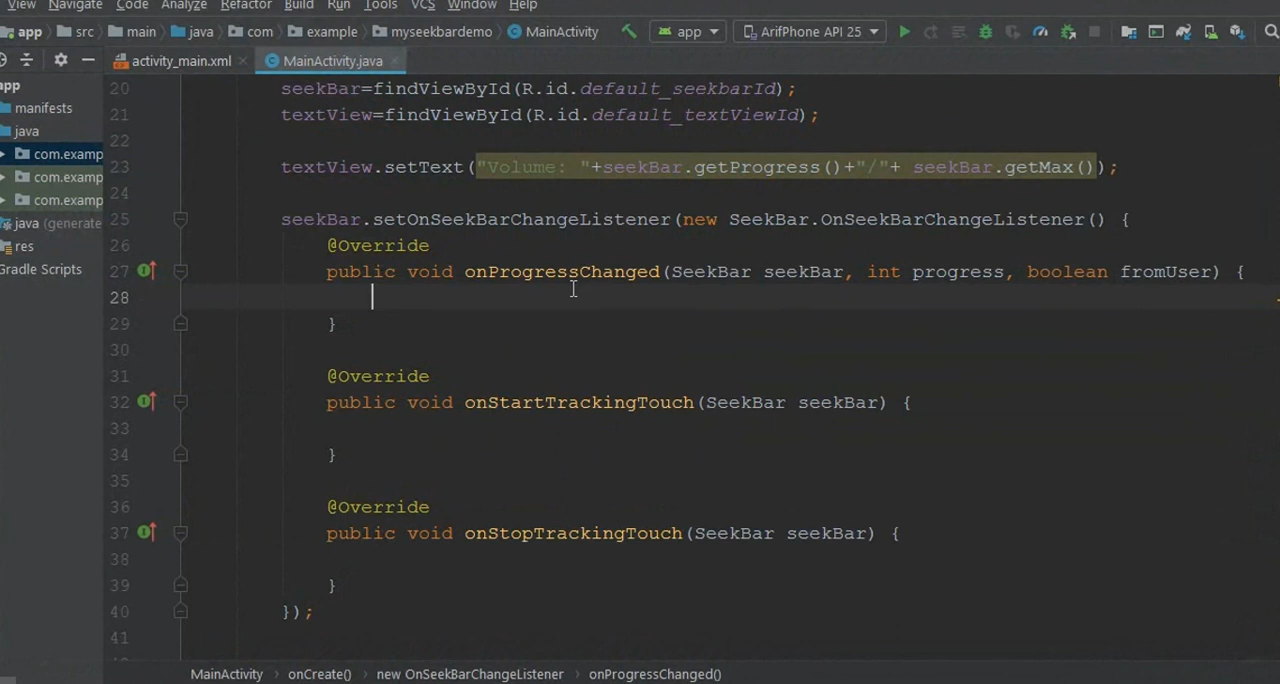 View Navigate Code Analyze Refactor Build Run Tools VCS Window Help
app src main java com example myseekbardemo MainActivity app ArifPhone API 25
activity_main.xml MainActivity.java
app
manifests
java
com.examp
com.examp
com.examp
java (generate
res
Gradle Scripts
20 seekBar=findViewById(R.id.default_seekbarId);
21 textView=findViewById(R.id.default_textViewId);
22
23 textView.setText("Volume: "+seekBar.getProgress()+"/"+ seekBar.getMax());
24
25 seekBar.setOnSeekBarChangeListener(new SeekBar.OnSeekBarChangeListener() {
26 @Override
27 public void onProgressChanged(SeekBar seekBar, int progress, boolean fromUser) {
28
29 }
30
31 @Override
32 public void onStartTrackingTouch(SeekBar seekBar) {
33
34 }
35
36 @Override
37 public void onStopTrackingTouch(SeekBar seekBar) {
38
39 }
40 });
41
MainActivity onCreate() new OnSeekBarChangeListener onProgressChanged()